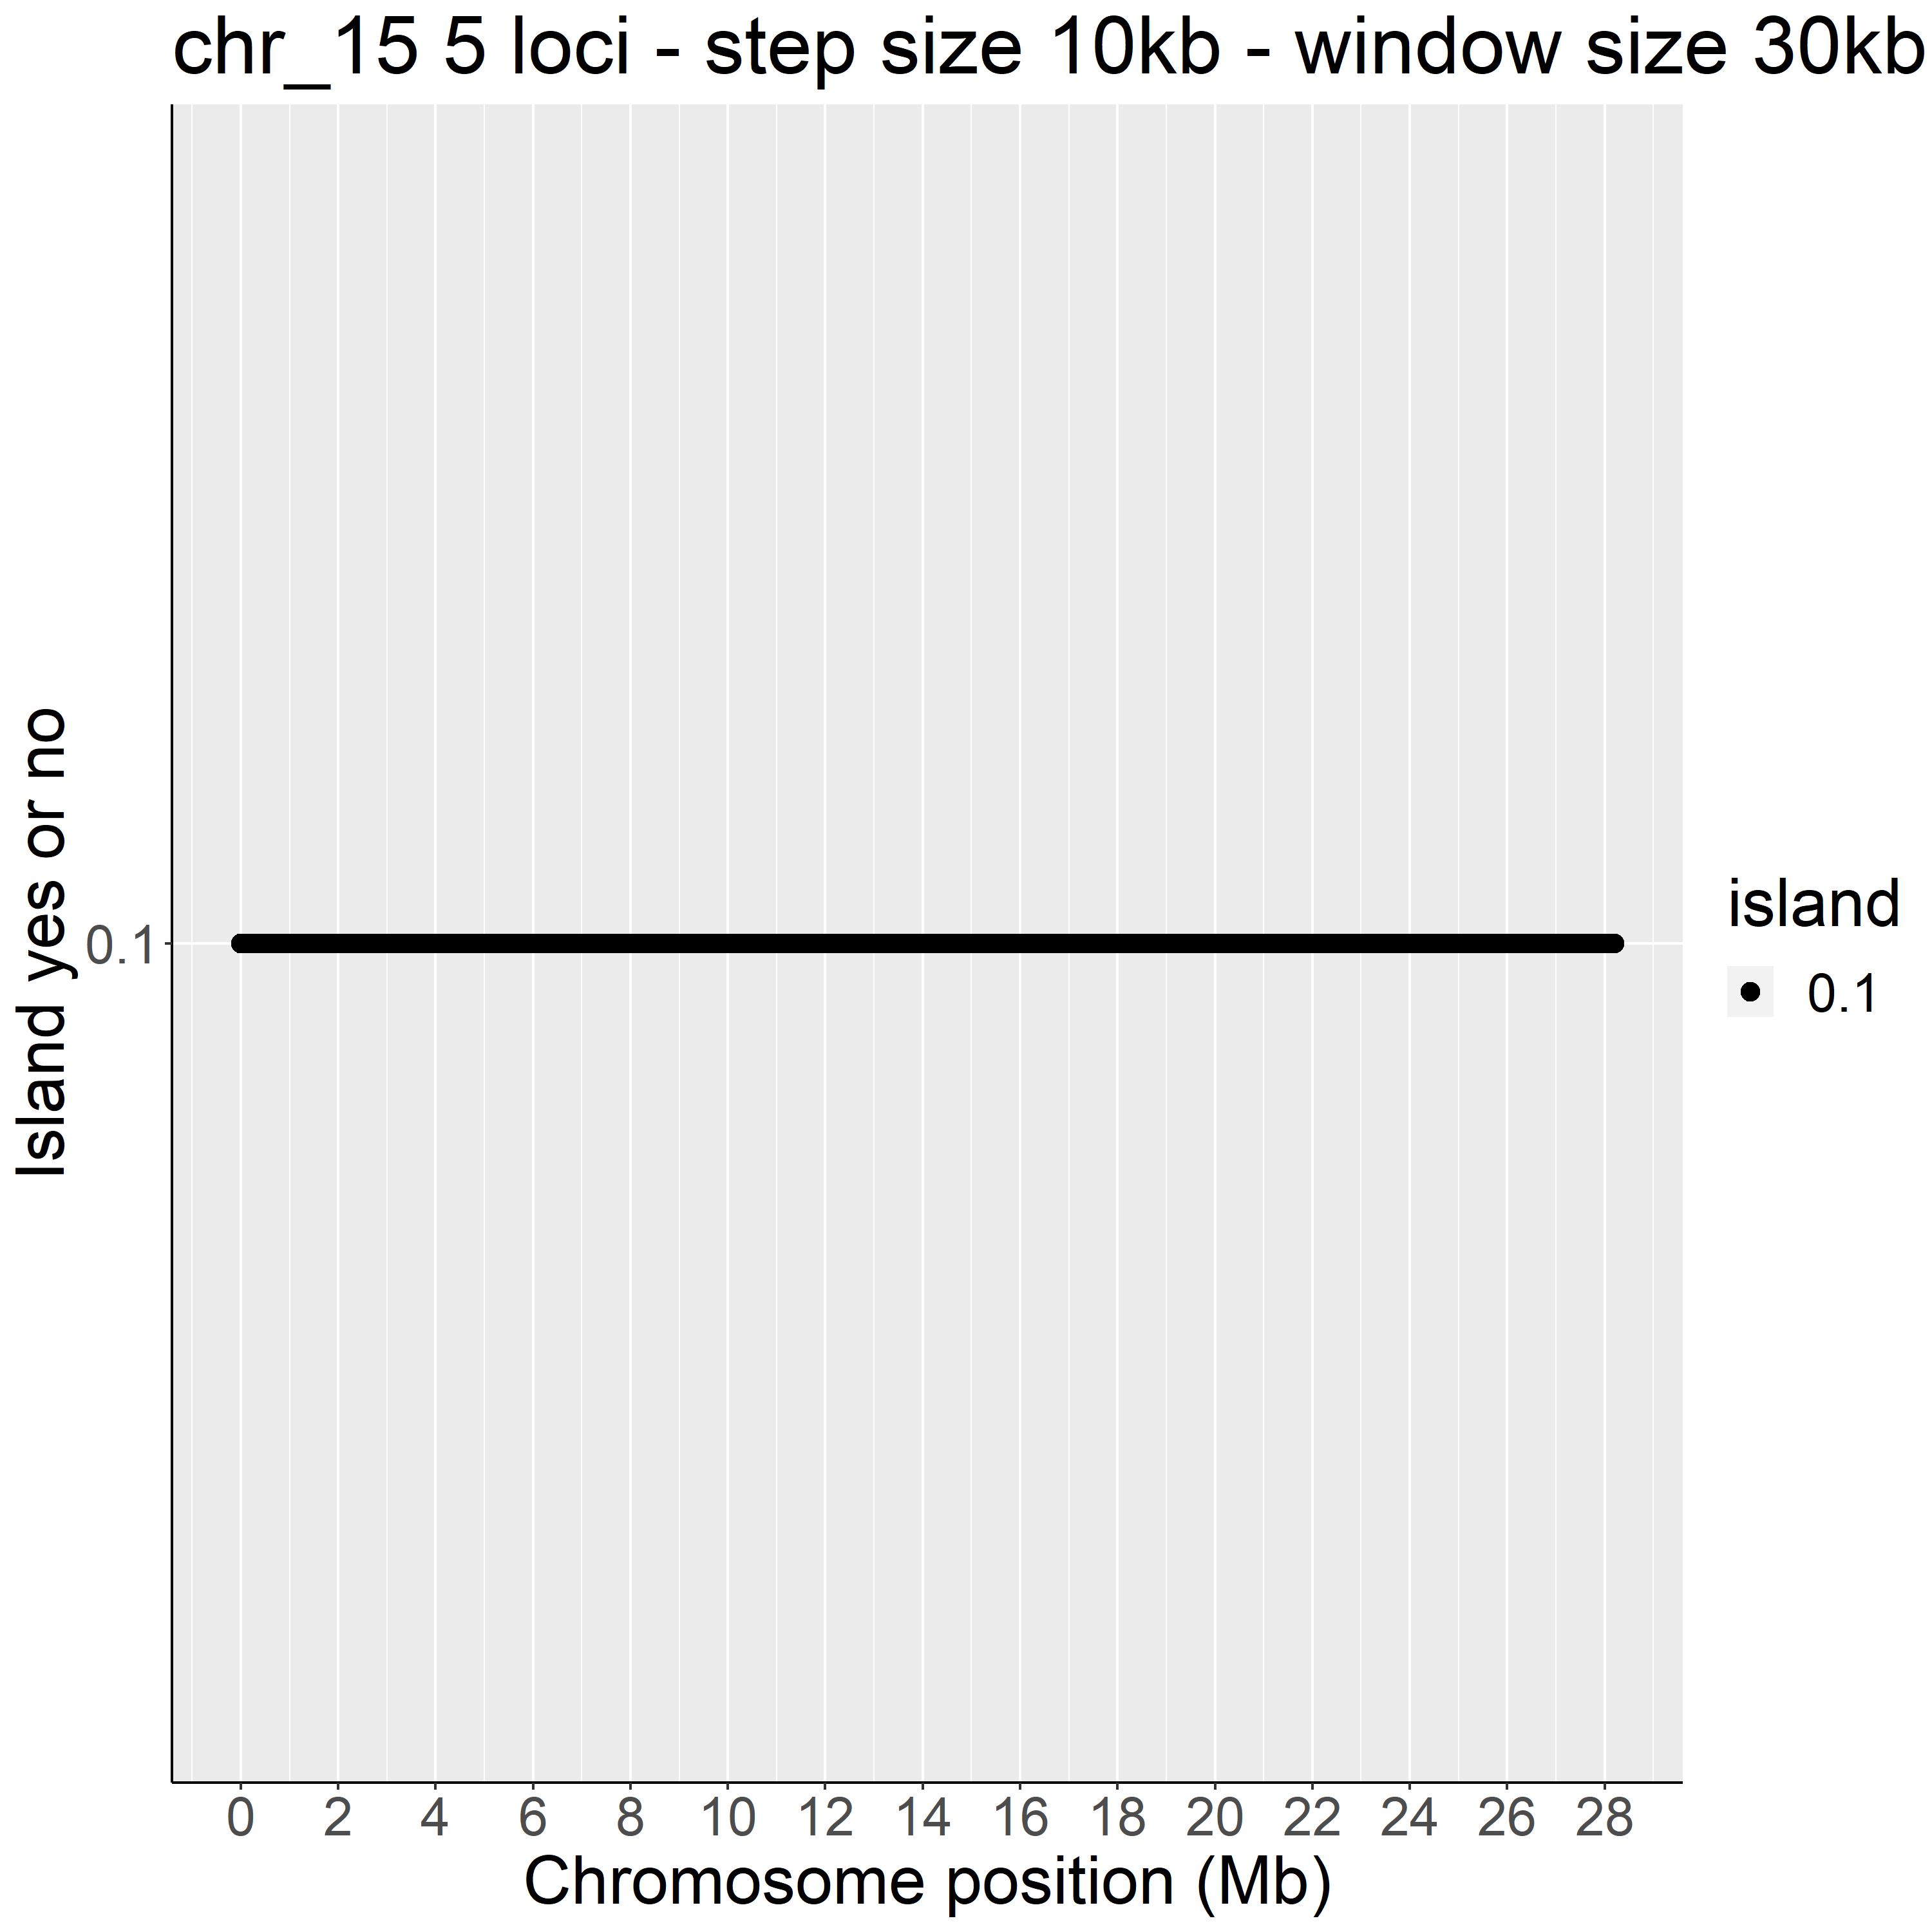 chr_15 5 loci - step size 10kb - window size 30kb
Island yes or no
0.1
island
0.1
0 2 4 6 8 10 12 14 16 18 20 22 24 26 28
Chromosome position (Mb)